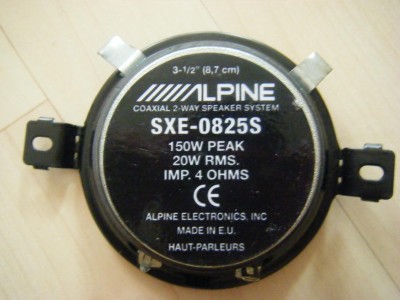 3-1/2" (8,7 cm)
ALPINE
COAXIAL 2-WAY SPEAKER SYSTEM
SXE-0825S
150W PEAK
20W RMS.
IMP. 4 OHMS
CE
ALPINE ELECTRONICS, INC
MADE IN E.U.
HAUT-PARLEURS